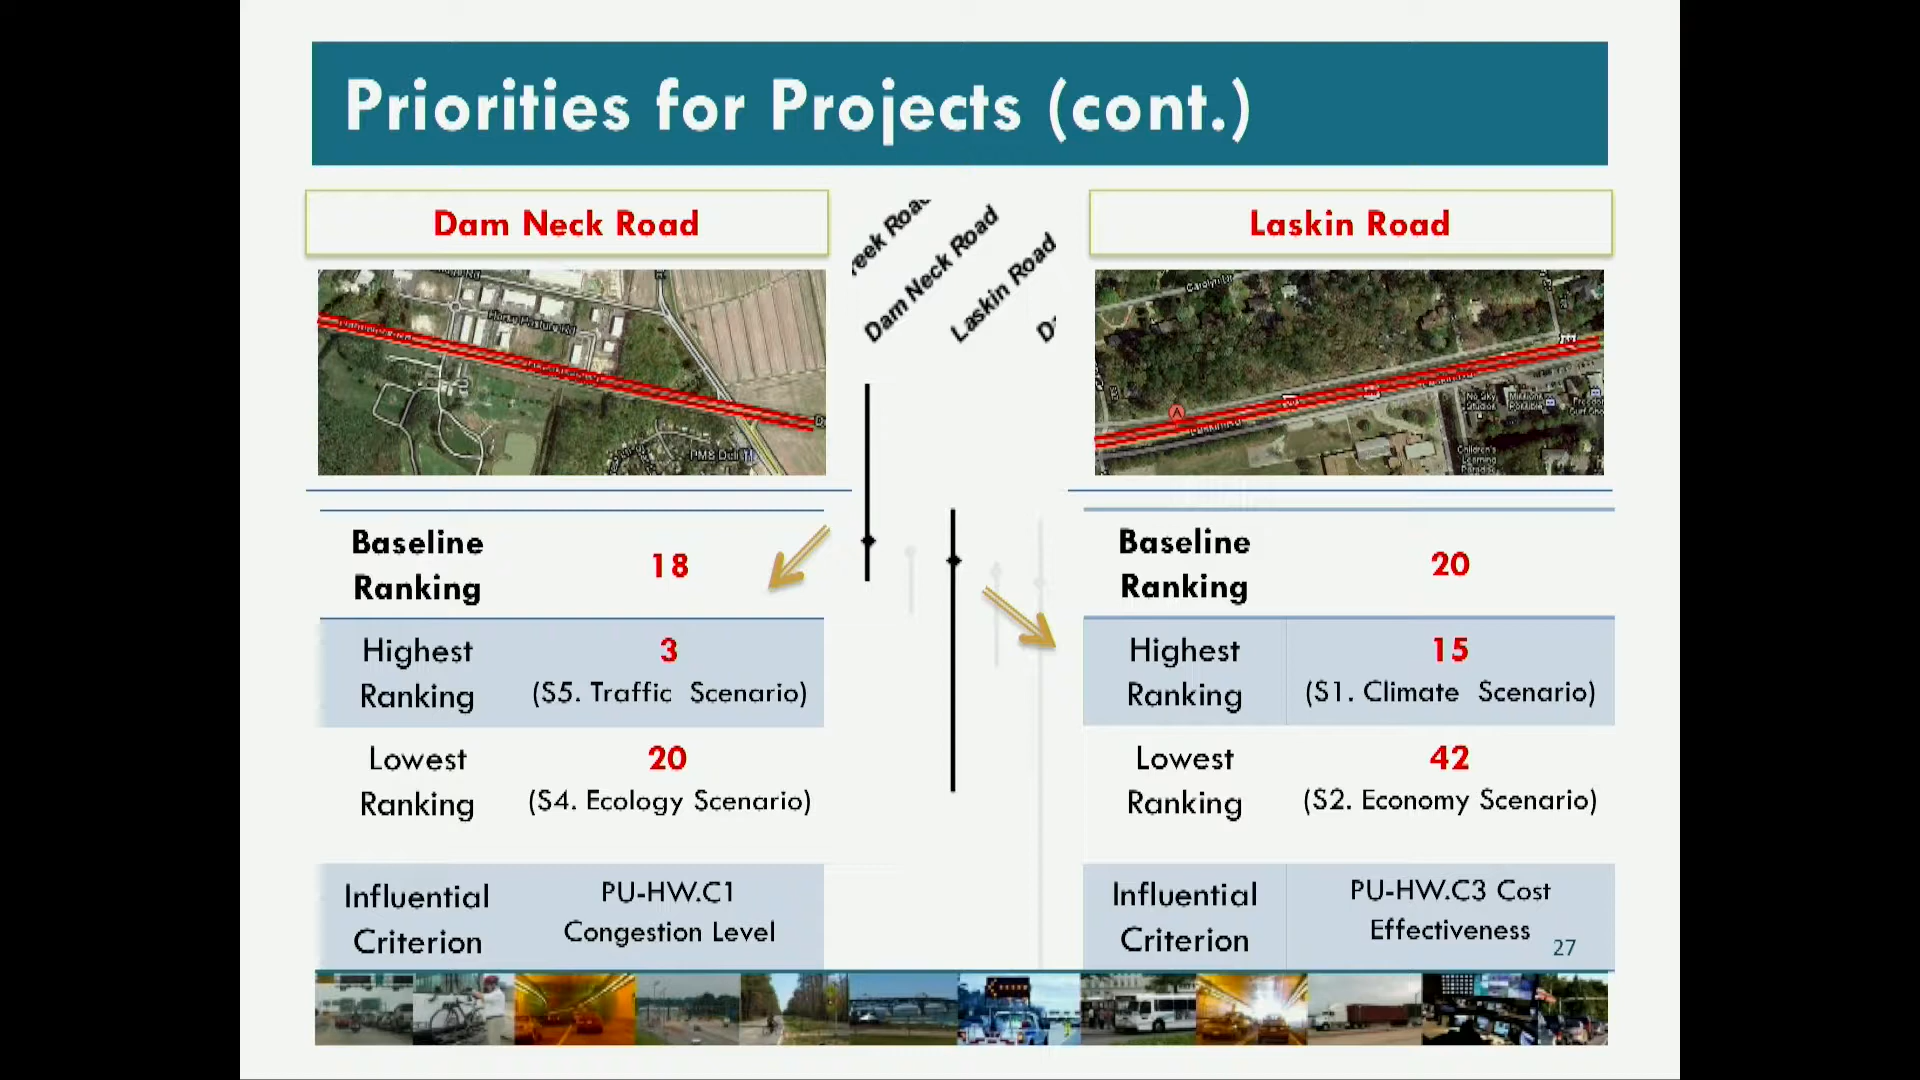 Priorities for Projects (cont.)
Dam Neck Road
Dam Neck Road
Laskin Road
Laskin Road
Baseline
Ranking
18
Highest
Ranking
3
(S5. Traffic Scenario)
Lowest
Ranking
20
(S4. Ecology Scenario)
Influential
Criterion
PU-HW.C1
Congestion Level
Baseline
Ranking
20
Highest
Ranking
15
(S1. Climate Scenario)
Lowest
Ranking
42
(S2. Economy Scenario)
Influential
Criterion
PU-HW.C3 Cost
Effectiveness
27